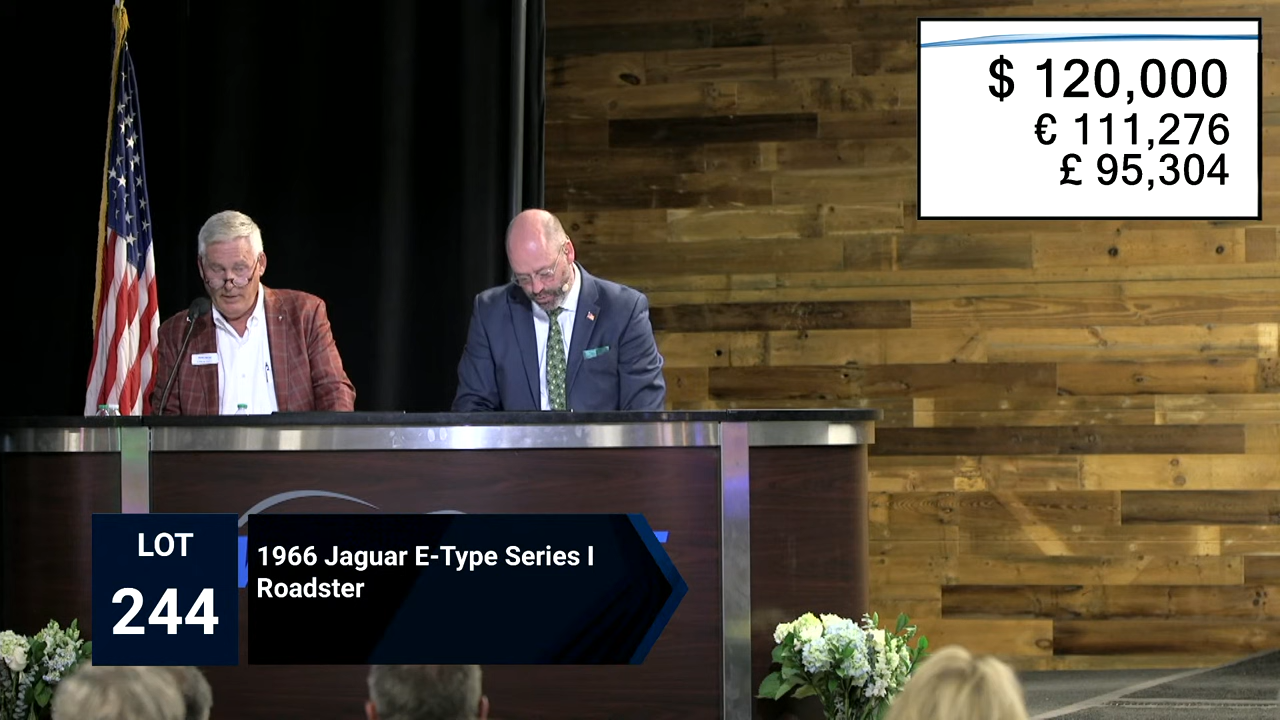 $ 120,000
€ 111,276
£ 95,304
LOT
244
1966 Jaguar E-Type Series I
Roadster